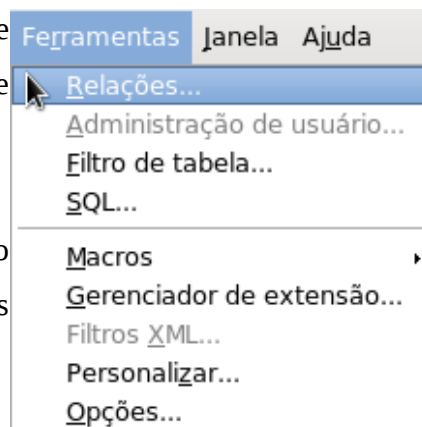 e
Ferramentas Janela Ajuda
e
Relações...
Administração de usuário...
Filtro de tabela...
SQL...
o
Macros
Gerenciador de extensão...
s
Filtros XML...
Personalizar...
Opções...